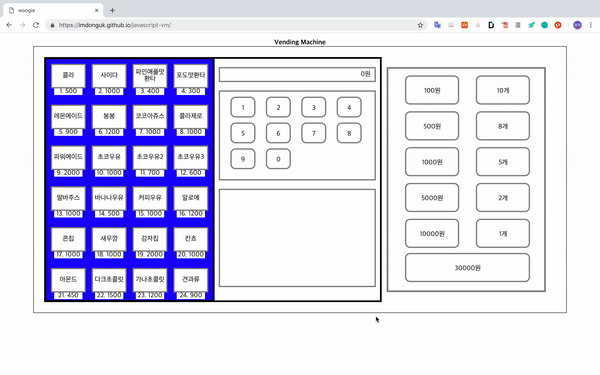 woogie
https://imdonguk.github.io/javascript-vm/
Vending Machine
콜라 사이다 파인애플맛 환타 포도맛환타
1. 500 2. 1000 3. 400 4. 300
레몬에이드 봉봉 코코아쥬스 콜라제로
5. 900 6. 1200 7. 1000 8. 1000
파워에이드 초코우유 초코우유2 초코우유3
9. 2000 10. 1000 11. 700 12. 600
딸바주스 바나나우유 커피우유 알로에
13. 1000 14. 500 15. 1000 16. 1200
콘칩 새우깡 감자칩 칸쵸
17. 1000 18. 1000 19. 2000 20. 1000
아몬드 다크초콜릿 가나초콜릿 견과류
21. 450 22. 1500 23. 1200 24. 900
0원
1 2 3 4
5 6 7 8
9 0
100원 10개
500원 8개
1000원 5개
5000원 2개
10000원 1개
30000원